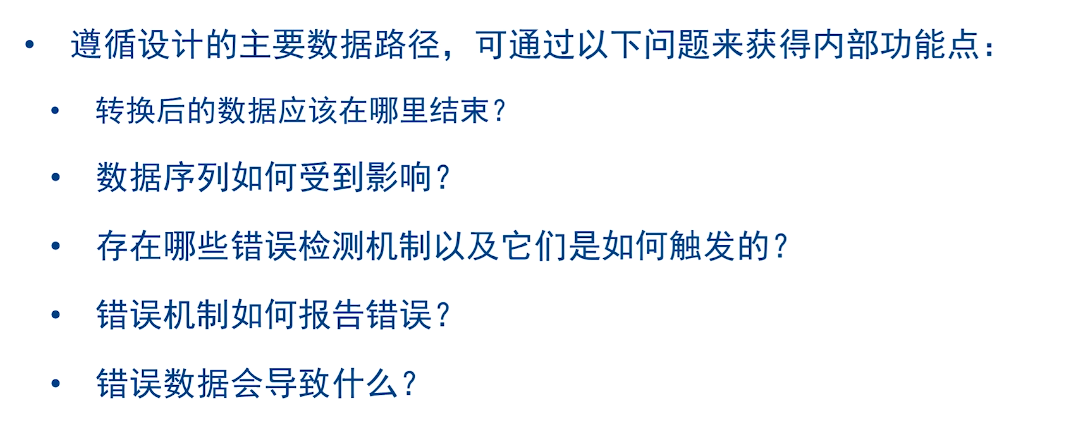 • 遵循设计的主要数据路径，可通过以下问题来获得内部功能点：
• 转换后的数据应该在哪里结束？
• 数据序列如何受到影响？
• 存在哪些错误检测机制以及它们是如何触发的？
• 错误机制如何报告错误？
• 错误数据会导致什么？